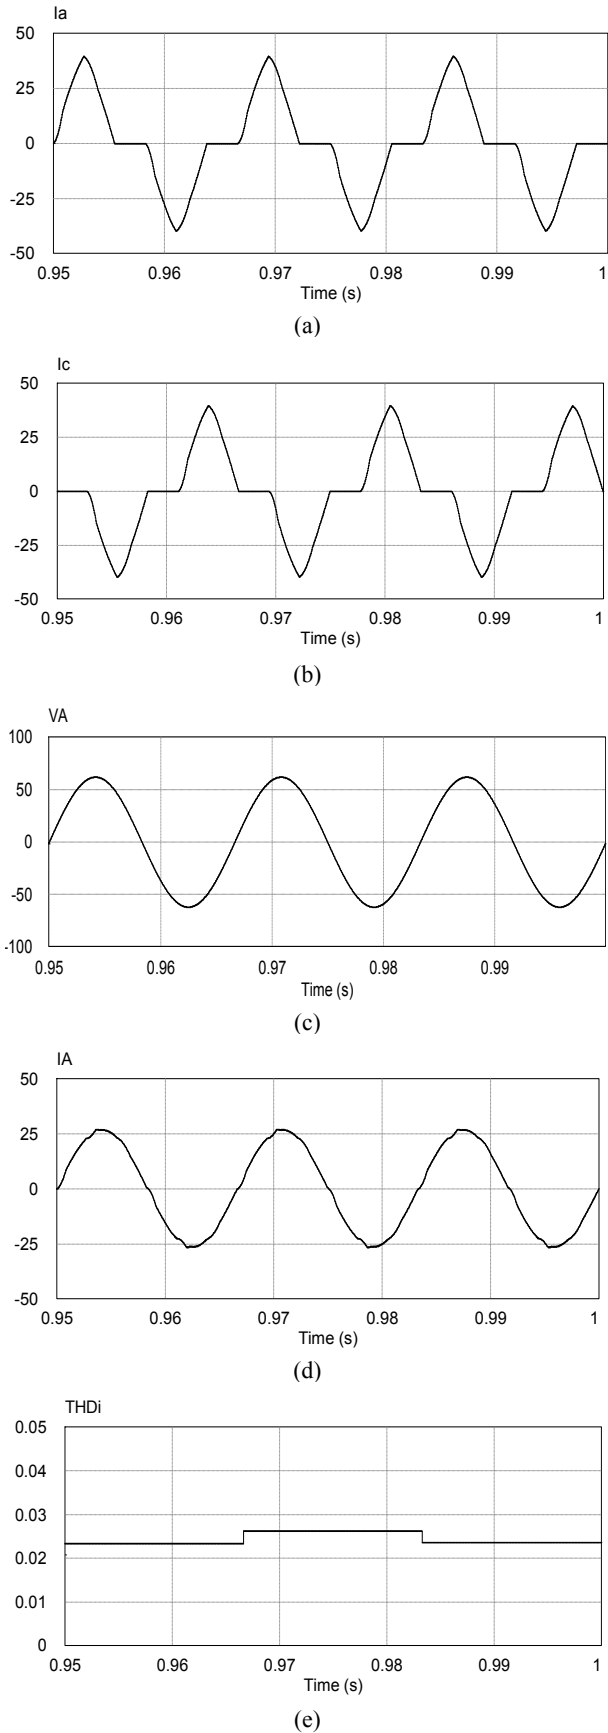 Ia
50
25
0
-25
-50
0.95 0.96 0.97 0.98 0.99 1
Time (s)
(a)
Ic
50
25
0
-25
-50
0.95 0.96 0.97 0.98 0.99 1
Time (s)
(b)
VA
100
50
0
-50
-100
0.95 0.96 0.97 0.98 0.99
Time (s)
(c)
IA
50
25
0
-25
-50
0.95 0.96 0.97 0.98 0.99 1
Time (s)
(d)
THDi
0.05
0.04
0.03
0.02
0.01
0
0.95 0.96 0.97 0.98 0.99 1
Time (s)
(e)